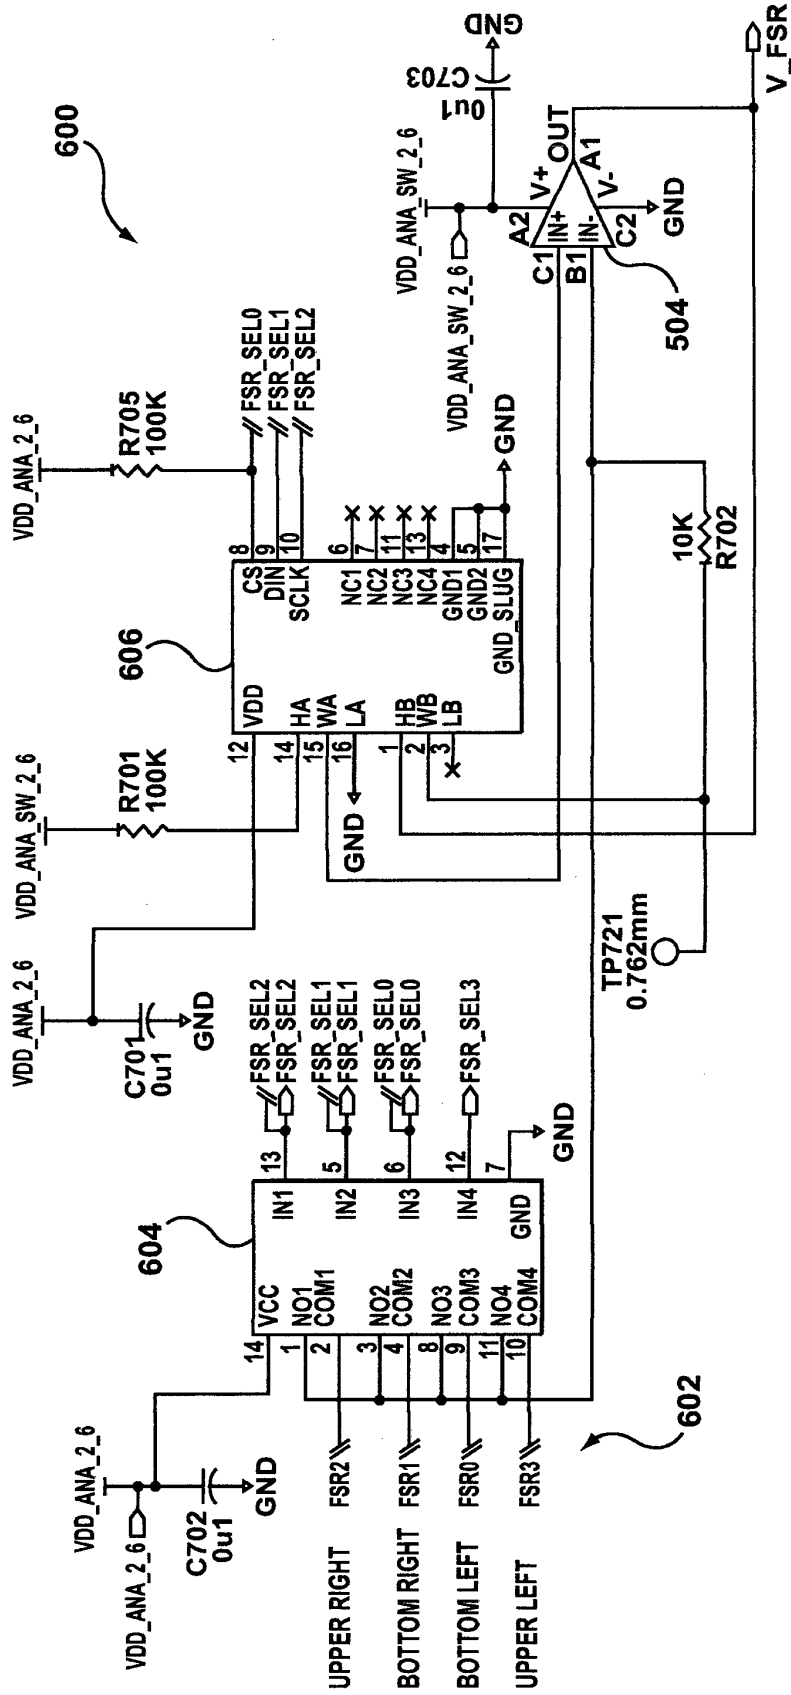 600
VDD_ANA_2_6
VDD_ANA_2_6
C702
0u1
GND
604
14
VCC
1
NO1
2
COM1
3
NO2
4
COM2
8
NO3
9
COM3
11
NO4
10
COM4
IN1
13
IN2
5
IN3
6
IN4
12
GND
7
GND
FSR_SEL2
FSR_SEL2
FSR_SEL1
FSR_SEL1
FSR_SEL0
FSR_SEL0
FSR_SEL3
UPPER RIGHT
FSR2
BOTTOM RIGHT
FSR1
BOTTOM LEFT
FSR0
UPPER LEFT
FSR3
602
VDD_ANA_2_6
C701
0u1
GND
VDD_ANA_SW_2_6
R701
100K
606
12
VDD
14
HA
15
WA
16
LA
GND
1
HB
2
WB
3
LB
CS
8
DIN
9
SCLK
10
NC1
6
NC2
7
NC3
11
NC4
13
GND1
4
GND2
5
GND_SLUG
17
GND
VDD_ANA_2_6
R705
100K
FSR_SEL0
FSR_SEL1
FSR_SEL2
TP721
0.762mm
10K
R702
VDD_ANA_SW_2_6
VDD_ANA_SW_2_6
C703
0u1
GND
A2
V+
C1
IN+
B1
IN-
C2
V-
OUT
A1
GND
504
V_FSR